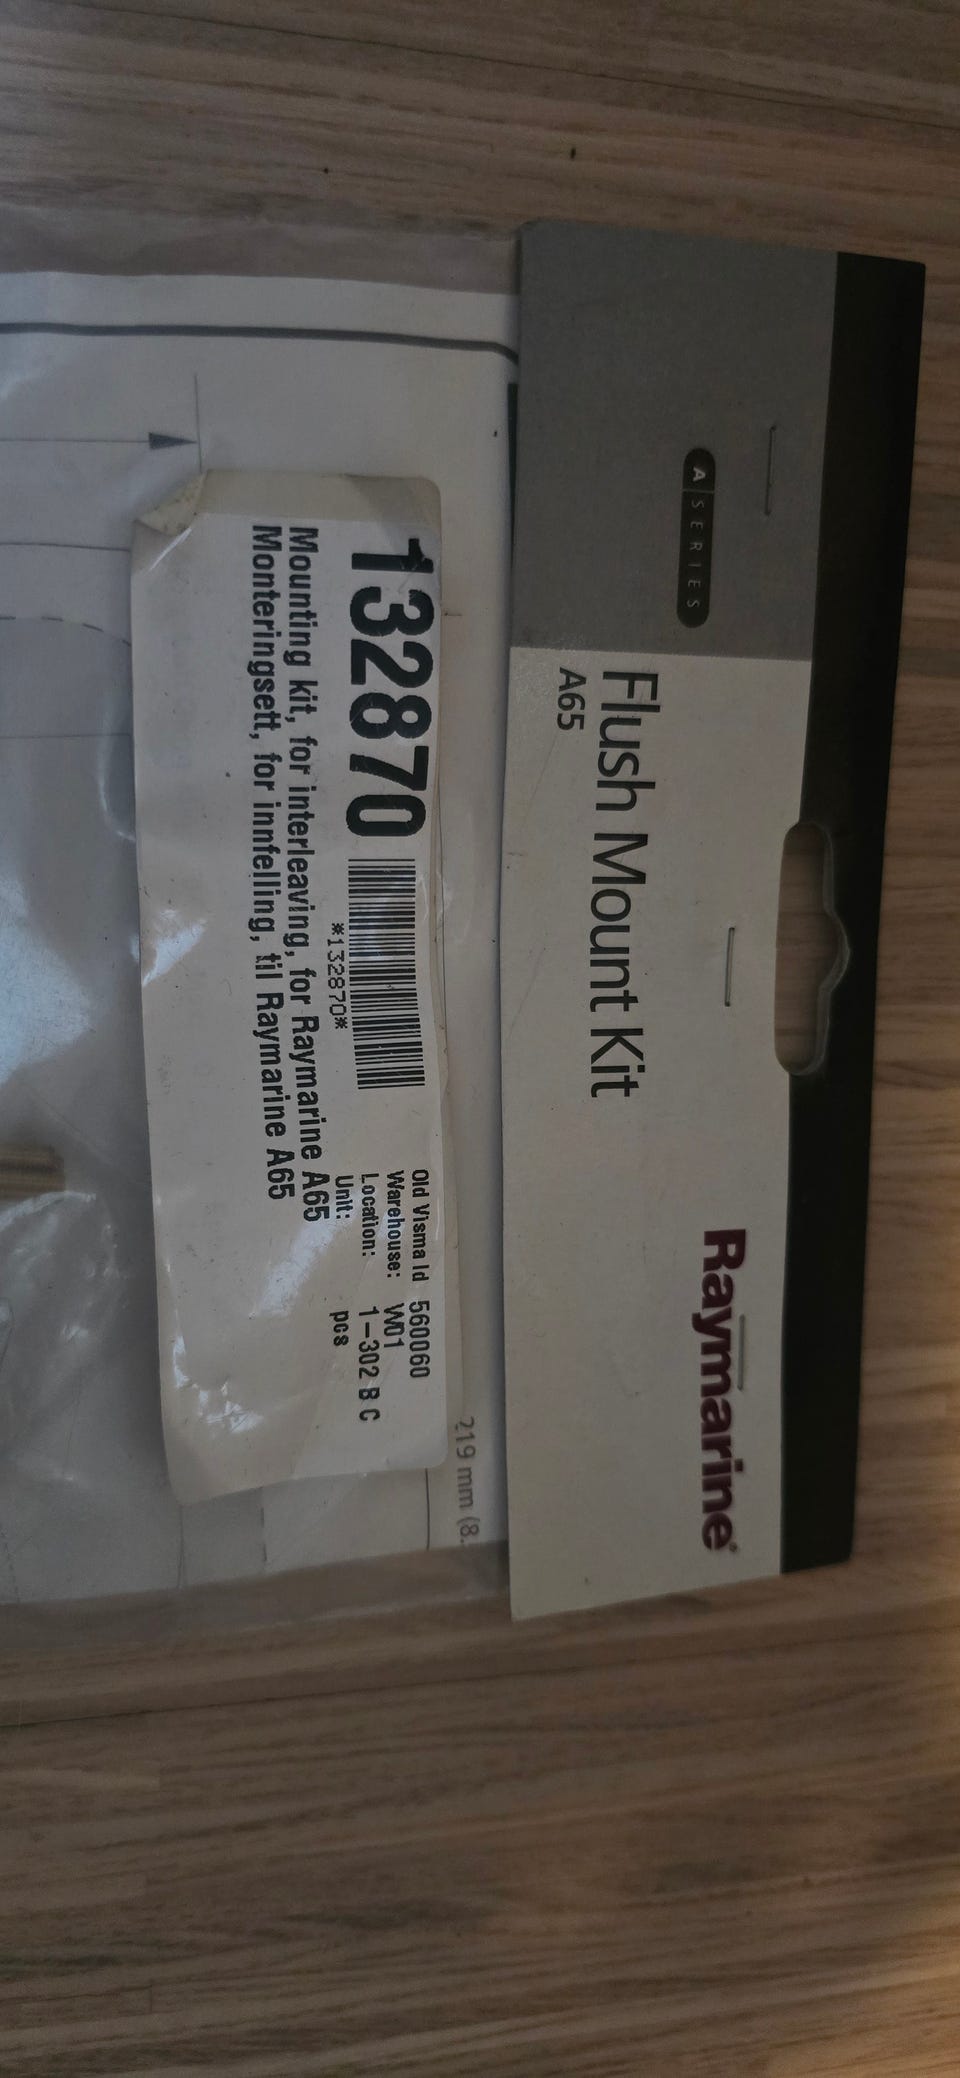 A SERIES
Raymarine®
Flush Mount Kit
A65
219 mm (8.
132870
*132870*
Old Visma Id 560060
Warehouse: W01
Location: 1-302 B C
Unit: pcs
Mounting kit, for interleaving, for Raymarine A65
Monteringsett, for innfelling, til Raymarine A65